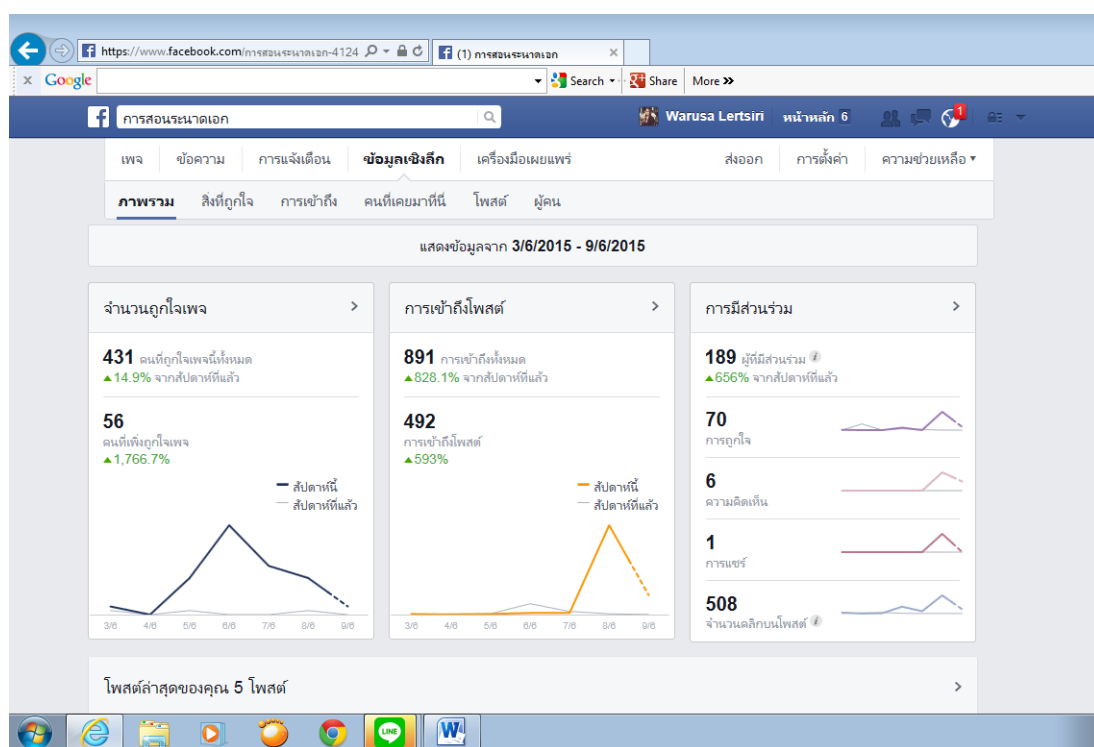 https://www.facebook.com/การสอนระนาดเอก-4124
(1) การสอนระนาดเอก
x Google Search Share More »
การสอนระนาดเอก
Warusa Lertsiri หน้าหลัก 6 1
เพจ ข้อความ การแจ้งเตือน ข้อมูลเชิงลึก เครื่องมือเผยแพร่ ส่งออก การตั้งค่า ความช่วยเหลือ
ภาพรวม สิ่งที่ถูกใจ การเข้าถึง คนที่เคยมาที่นี่ โพสต์ ผู้คน
แสดงข้อมูลจาก 3/6/2015 - 9/6/2015
จำนวนถูกใจเพจ
431 คนที่ถูกใจเพจนี้ทั้งหมด
▲14.9% จากสัปดาห์ที่แล้ว
56
คนที่เพิ่งถูกใจเพจ
▲1,766.7%
สัปดาห์นี้
สัปดาห์ที่แล้ว
3/6 4/6 5/6 6/6 7/6 8/6 9/6
การเข้าถึงโพสต์
891 การเข้าถึงทั้งหมด
▲828.1% จากสัปดาห์ที่แล้ว
492
การเข้าถึงโพสต์
▲593%
สัปดาห์นี้
สัปดาห์ที่แล้ว
3/6 4/6 5/6 6/6 7/6 8/6 9/6
การมีส่วนร่วม
189 ผู้ที่มีส่วนร่วม
▲656% จากสัปดาห์ที่แล้ว
70
การถูกใจ
6
ความคิดเห็น
1
การแชร์
508
จำนวนคลิกบนโพสต์
โพสต์ล่าสุดของคุณ 5 โพสต์
LINE